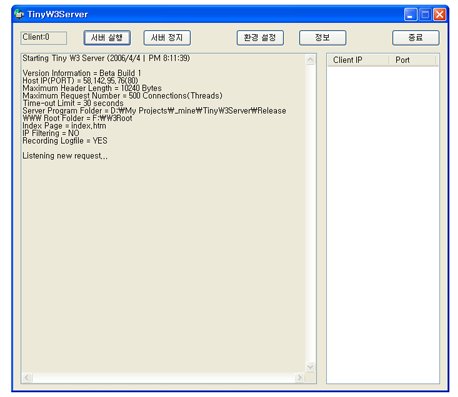 TinyW3Server
Client:0 서버 실행 서버 정지 환경 설정 정보 종료
Starting Tiny W3 Server (2006/4/4 | PM 8:11:39)
Version Information = Beta Build 1
Host IP(PORT) = 58,142,95,76(80)
Maximum Header Length = 10240 Bytes
Maximum Request Number = 500 Connections(Threads)
Time-out Limit = 30 seconds
Server Program Folder = D:₩My Projects₩_mine₩Tiny₩3Server₩Release
WWW Root Folder = F:₩W3Root
Index Page = index,htm
IP Filtering = NO
Recording Logfile = YES
Listening new request,,,
Client IP Port